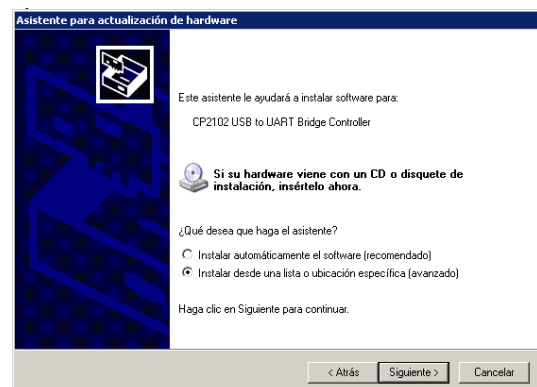 Asistente para actualización de hardware
Este asistente le ayudará a instalar software para:
CP2102 USB to UART Bridge Controller
Si su hardware viene con un CD o disquete de
instalación, insértelo ahora.
¿Qué desea que haga el asistente?
Instalar automáticamente el software (recomendado)
Instalar desde una lista o ubicación específica (avanzado)
Haga clic en Siguiente para continuar.
< Atrás Siguiente > Cancelar